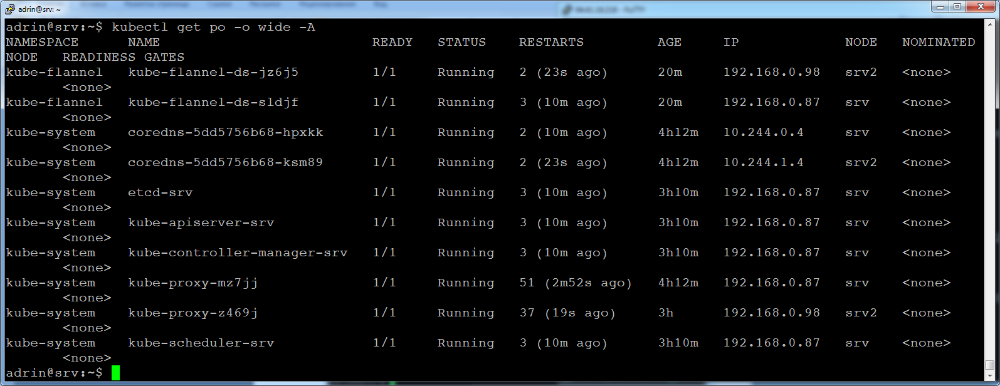 adrin@srv: ~
adrin@srv:~$ kubectl get po -o wide -A
NAMESPACE NAME READY STATUS RESTARTS AGE IP NODE NOMINATED
NODE READINESS GATES
kube-flannel kube-flannel-ds-jz6j5 1/1 Running 2 (23s ago) 20m 192.168.0.98 srv2 <none>
<none>
kube-flannel kube-flannel-ds-sldjf 1/1 Running 3 (10m ago) 20m 192.168.0.87 srv <none>
<none>
kube-system coredns-5dd5756b68-hpxkk 1/1 Running 2 (10m ago) 4h12m 10.244.0.4 srv <none>
<none>
kube-system coredns-5dd5756b68-ksm89 1/1 Running 2 (23s ago) 4h12m 10.244.1.4 srv2 <none>
<none>
kube-system etcd-srv 1/1 Running 3 (10m ago) 3h10m 192.168.0.87 srv <none>
<none>
kube-system kube-apiserver-srv 1/1 Running 3 (10m ago) 3h10m 192.168.0.87 srv <none>
<none>
kube-system kube-controller-manager-srv 1/1 Running 3 (10m ago) 3h10m 192.168.0.87 srv <none>
<none>
kube-system kube-proxy-mz7jj 1/1 Running 51 (2m52s ago) 4h12m 192.168.0.87 srv <none>
<none>
kube-system kube-proxy-z469j 1/1 Running 37 (19s ago) 3h 192.168.0.98 srv2 <none>
<none>
kube-system kube-scheduler-srv 1/1 Running 3 (10m ago) 3h10m 192.168.0.87 srv <none>
<none>
adrin@srv:~$